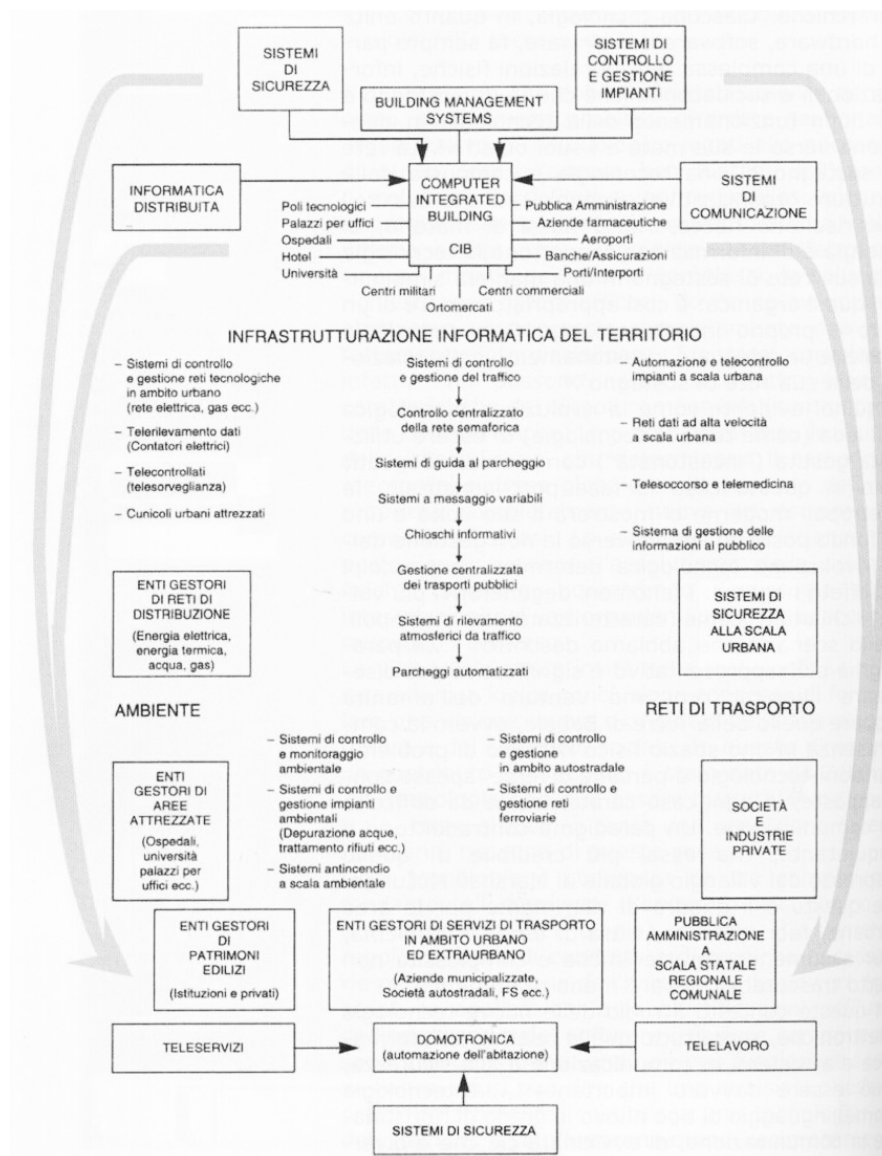 SISTEMI
DI
SICUREZZA
BUILDING MANAGEMENT
SYSTEMS
SISTEMI DI
CONTROLLO
E GESTIONE
IMPIANTI
INFORMATICA
DISTRIBUITA
COMPUTER
INTEGRATED
BUILDING
CIB
SISTEMI
DI
COMUNICAZIONE
Poli tecnologici
Palazzi per uffici
Ospedali
Hotel
Università
Pubblica Amministrazione
Aziende farmaceutiche
Aeroporti
Banche/Assicurazioni
Porti/Interporti
Centri militari
Centri commerciali
Ortomercati
INFRASTRUTTURAZIONE INFORMATICA DEL TERRITORO
– Sistemi di controllo
e gestione reti tecnologiche
in ambito urbano
(rete elettrica, gas ecc.)
– Telerilevamento dati
(Contatori elettrici)
– Telecontrollati
(telesorveglianza)
– Cunicoli urbani attrezzati
Sistemi di controllo
e gestione del traffico
Controllo centralizzato
della rete semaforica
Sistemi di guida al parcheggio
Sistemi a messaggio variabili
Chioschi informativi
Gestione centralizzata
dei trasporti pubblici
Sistemi di rilevamento
atmosferici da traffico
Parcheggi automatizzati
– Automazione e telecontrollo
impianti a scala urbana
– Reti dati ad alta velocità
a scala urbana
– Telesoccorso e telemedicina
– Sistema di gestione delle
informazioni al pubblico
ENTI GESTORI
DI RETI DI
DISTRIBUZIONE
(Energia elettrica,
energia termica,
acqua, gas)
SISTEMI DI
SICUREZZA
ALLA SCALA
URBANA
AMBIENTE
RETI DI TRASPORTO
– Sistemi di controllo
e monitoraggio
ambientale
– Sistemi di controllo e
gestione impianti
ambientali
(Depurazione acque,
trattamento rifiuti ecc.)
– Sistemi antincendio
a scala ambientale
– Sistemi di controllo
e gestione
in ambito autostradale
– Sistemi di controllo e
gestione reti
ferroviarie
ENTI
GESTORI DI
AREE
ATTREZZATE
(Ospedali,
università
palazzi per
uffici ecc.)
SOCIETÀ
E
INDUSTRIE
PRIVATE
ENTI GESTORI
DI
PATRIMONI
EDILIZI
(Istituzioni e privati)
ENTI GESTORI DI SERVIZI DI TRASPORTO
IN AMBITO URBANO
ED EXTRAURBANO
(Aziende municipalizzate,
Società autostradali, FS ecc.)
PUBBLICA
AMMINISTRAZIONE
A
SCALA STATALE
REGIONALE
COMUNALE
TELESERVIZI
DOMOTRONICA
(automazione dell'abitazione)
TELELAVORO
SISTEMI DI SICUREZZA